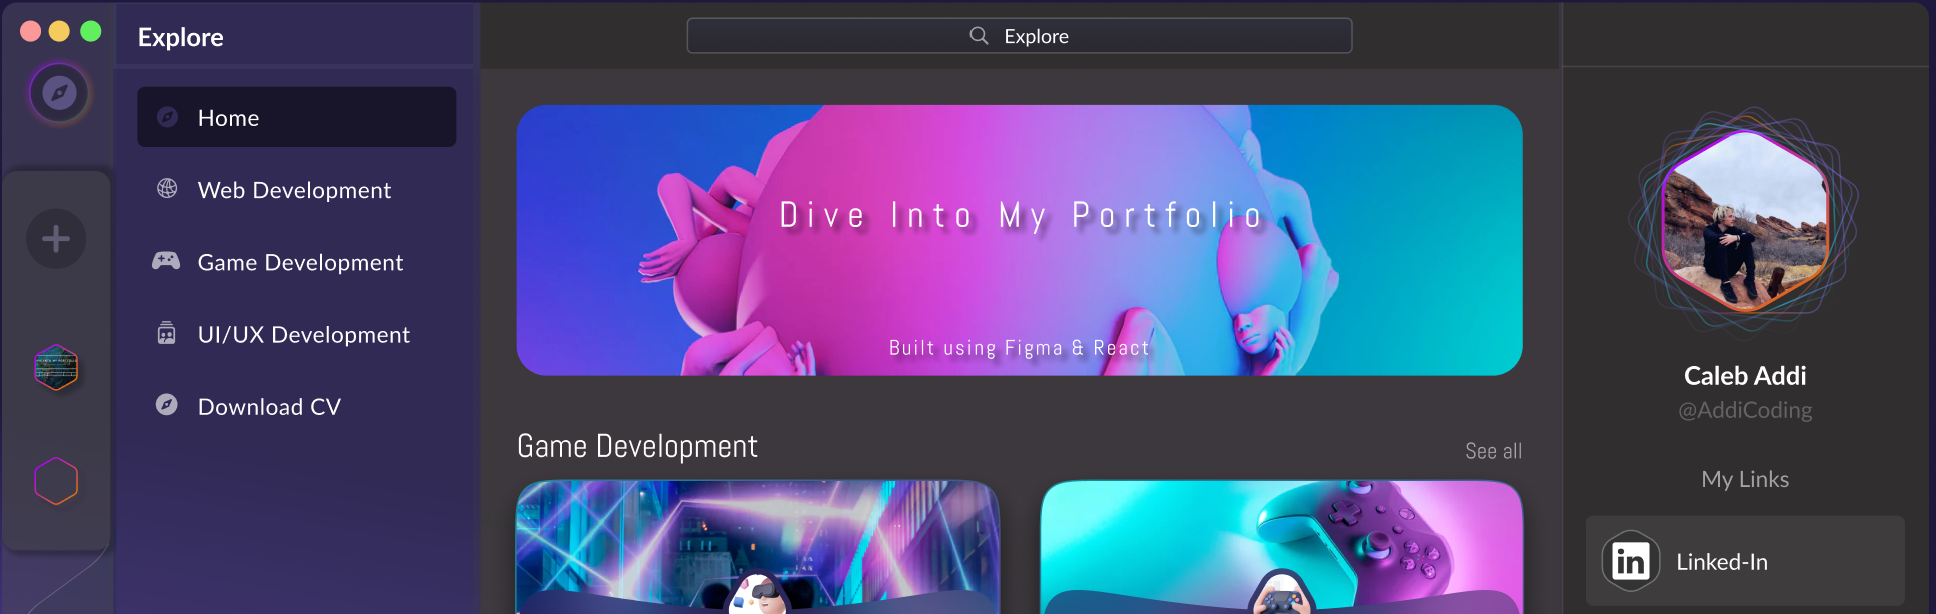 Explore
Home
Web Development
Game Development
UI/UX Development
Download CV
Explore
Dive Into My Portfolio
Built using Figma & React
Game Development
See all
Caleb Addi
@AddiCoding
My Links
in
Linked-In